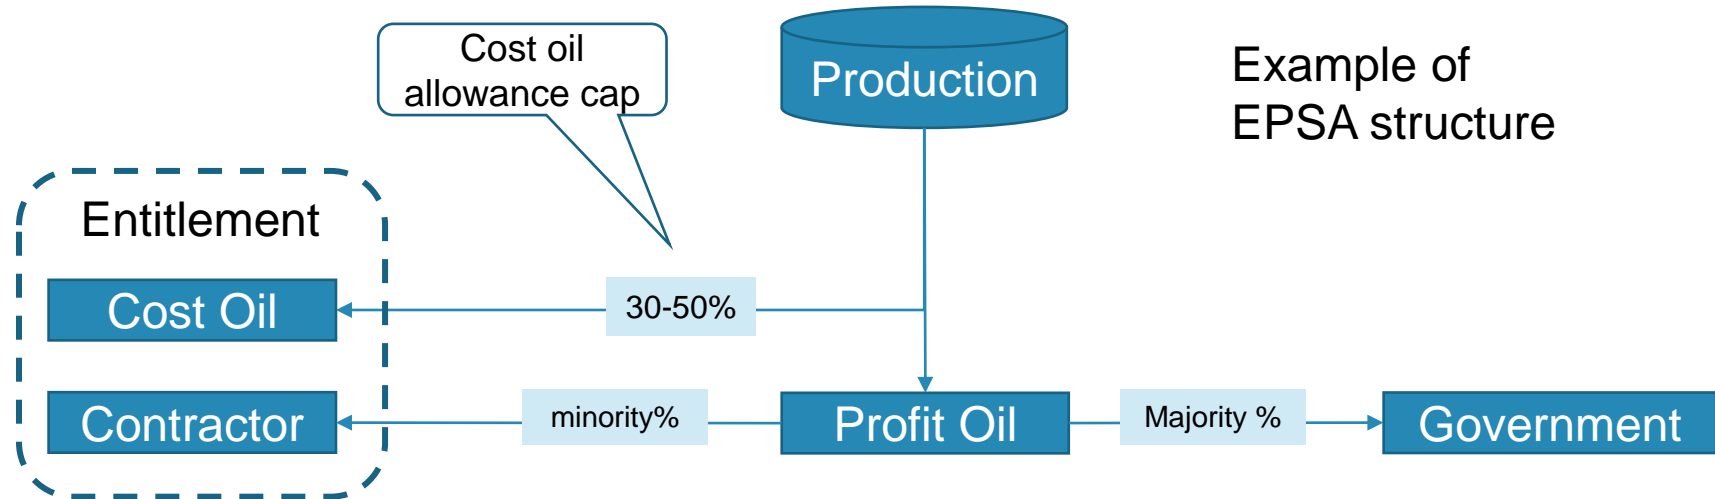 Cost oil
allowance cap
Production
Example of
EPSA structure
Entitlement
Cost Oil
30-50%
Contractor
minority%
Profit Oil
Majority %
Government